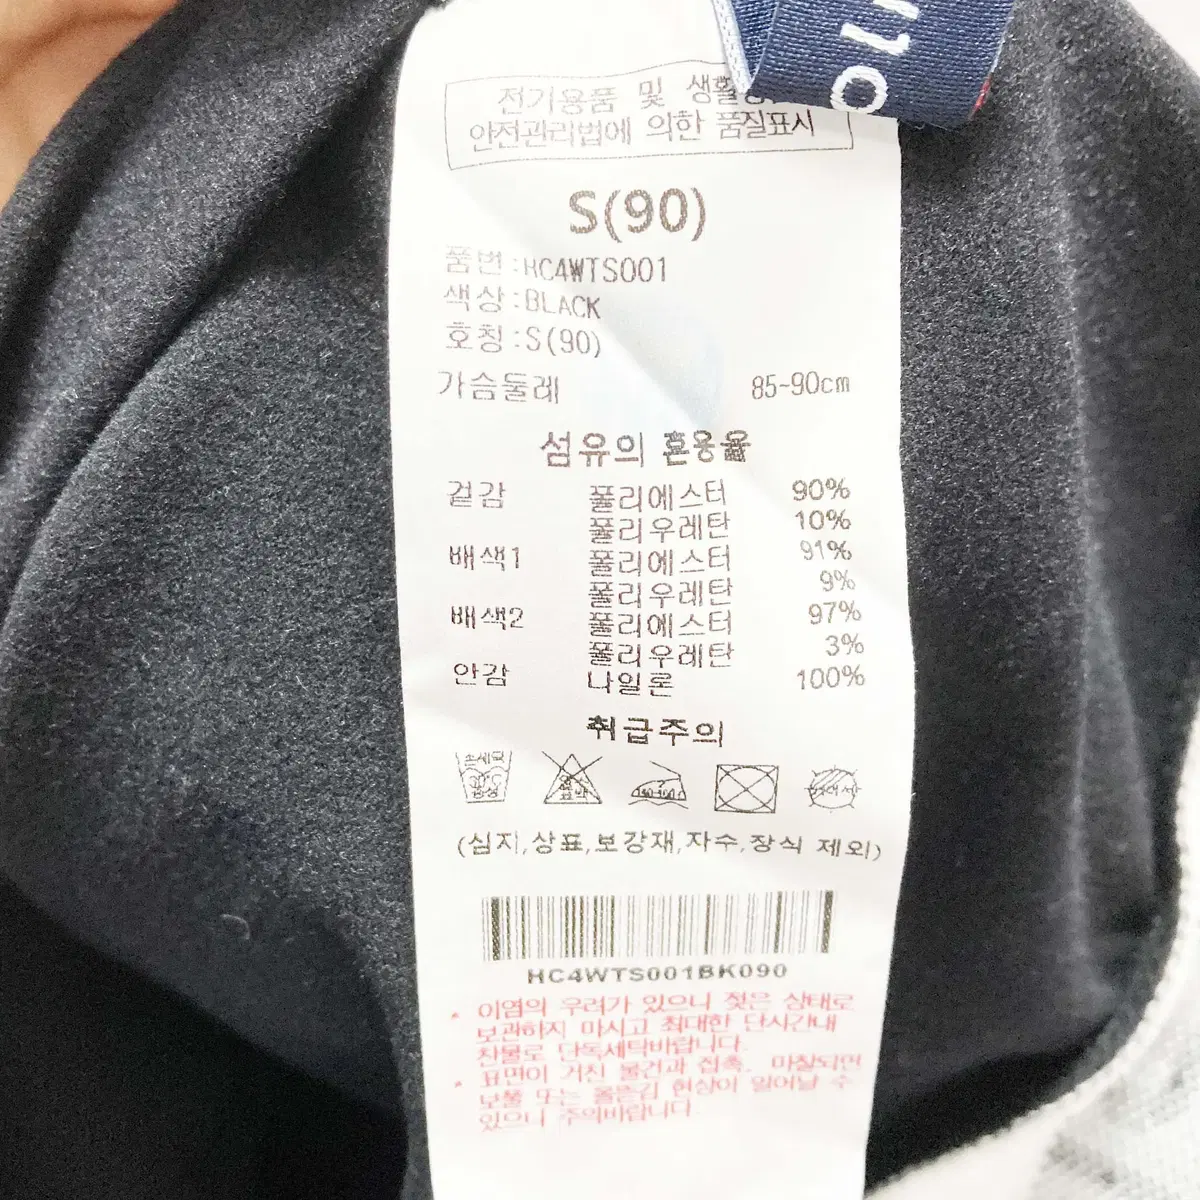 전기용품 및
안전관리법에 의한 품질표시
S(90)
품번:HC4WTS001
색상:BLACK
호칭:S(90)
가슴둘레 85~90cm
섬유의 혼용율
겉감 폴리에스터 90%
폴리우레탄 10%
배색1 폴리에스터 91%
폴리우레탄 9%
배색2 폴리에스터 97%
폴리우레탄 3%
안감 나일론 100%
취급주의
(심지,상표,보강재,자수,장식 제외)
HC4WTS001BK090
• 이염의 우려가 있으니 젖은 상태로
보관하지 마시고 최대한 단시간내
찬물로 단독세탁바랍니다.
• 표면이 거친 물건과 접촉, 마찰되면
보풀 또는 올뜯김 현상이 일어날 수
있으니 주의바랍니다.